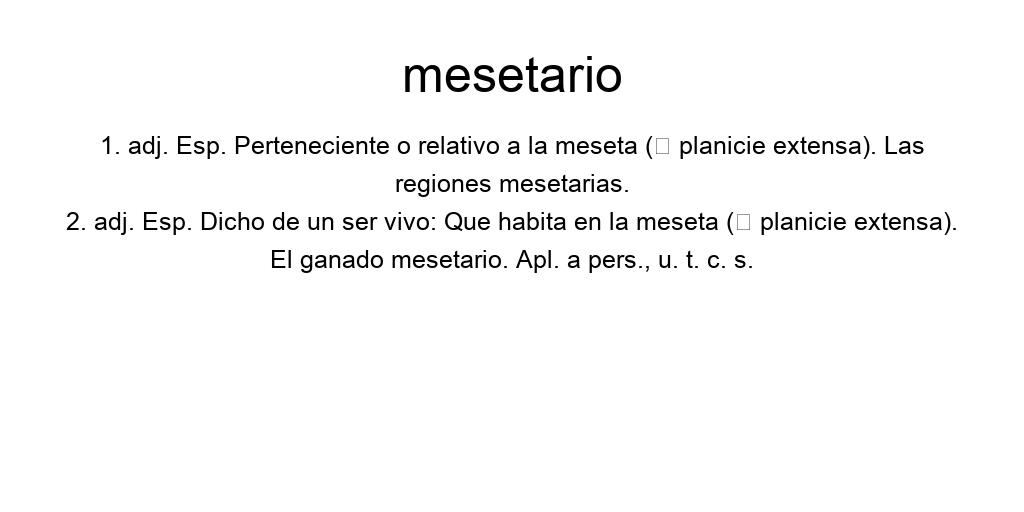 mesetario
1. adj. Esp. Perteneciente o relativo a la meseta (□ planicie extensa). Las
regiones mesetarias.
2. adj. Esp. Dicho de un ser vivo: Que habita en la meseta (□ planicie extensa).
El ganado mesetario. Apl. a pers., u. t. c. s.